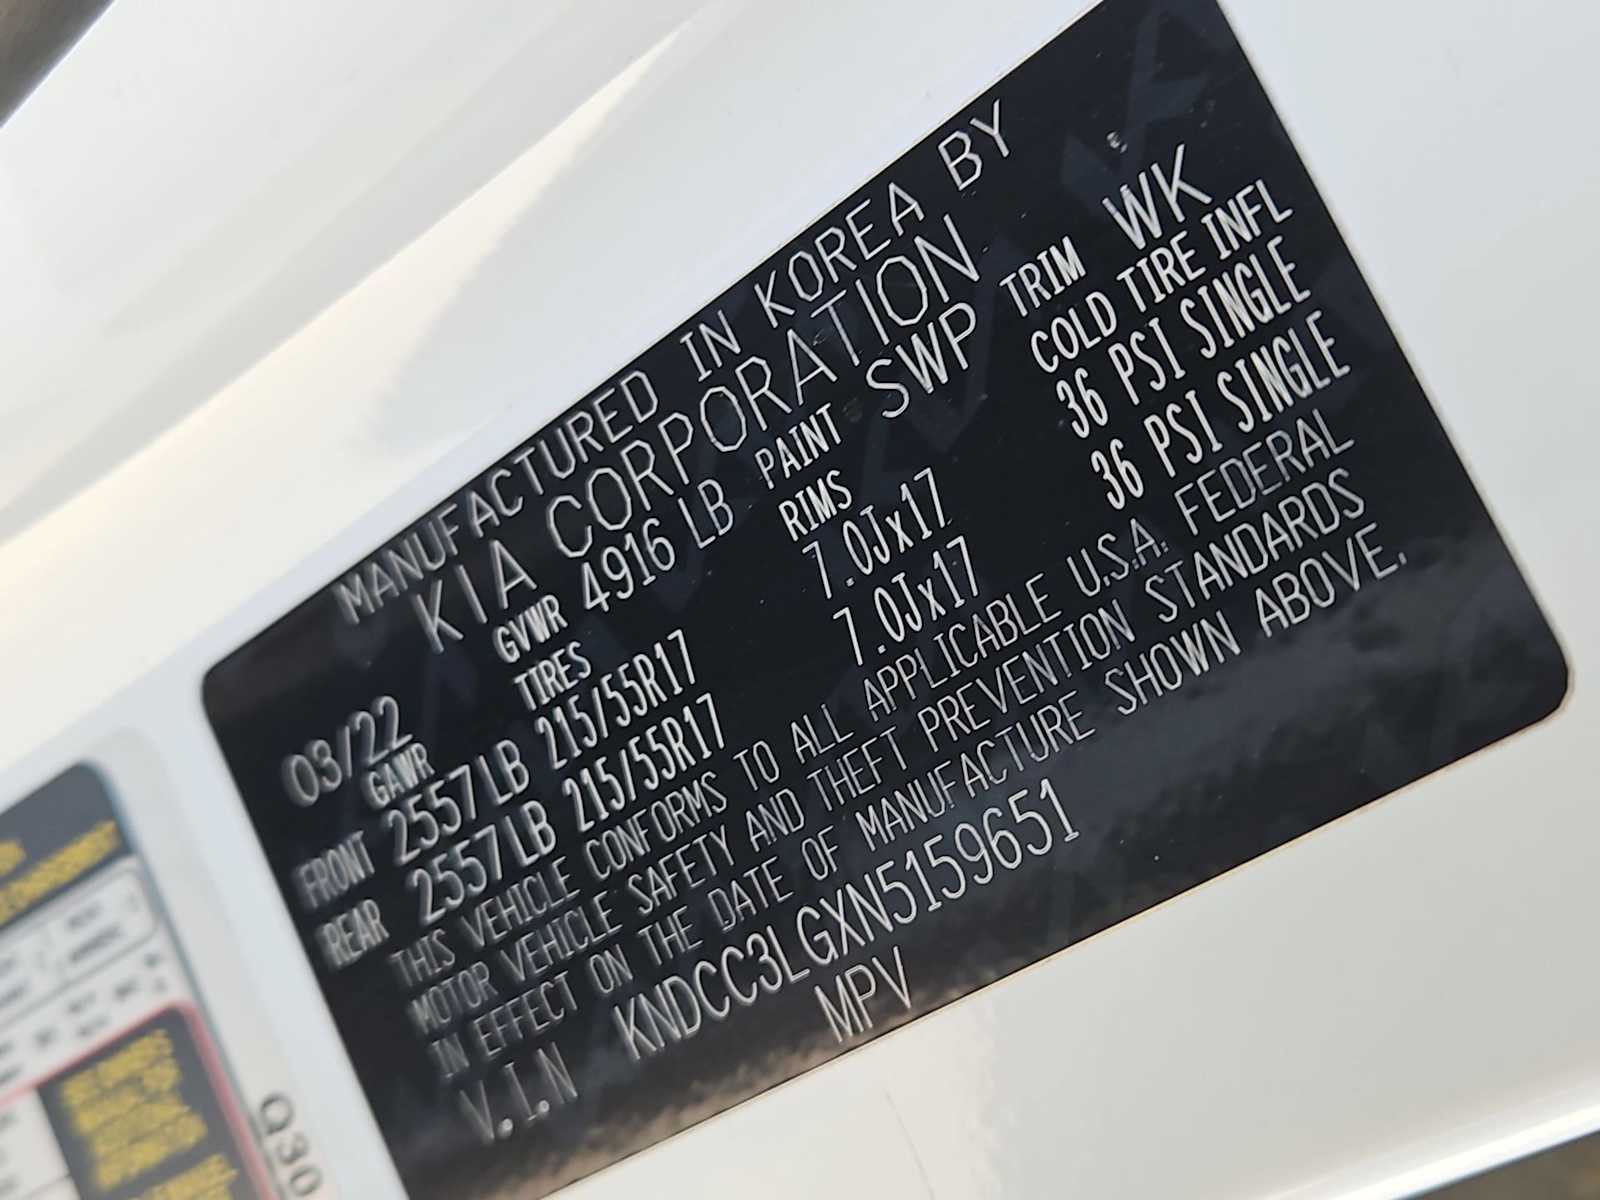 MANUFACTURED IN KOREA BY
KIA CORPORATION
03/22 GVWR 4916 LB PAINT SWP TRIM WK
GAWR TIRES RIMS COLD TIRE INFL
FRONT 2557LB 215/55R17 7.0Jx17 36 PSI SINGLE
REAR 2557LB 215/55R17 7.0Jx17 36 PSI SINGLE
THIS VEHICLE CONFORMS TO ALL APPLICABLE U.S.A. FEDERAL
MOTOR VEHICLE SAFETY AND THEFT PREVENTION STANDARDS
IN EFFECT ON THE DATE OF MANUFACTURE SHOWN ABOVE.
V.I.N KNDCC3LGXN5159651
MPV
Q30